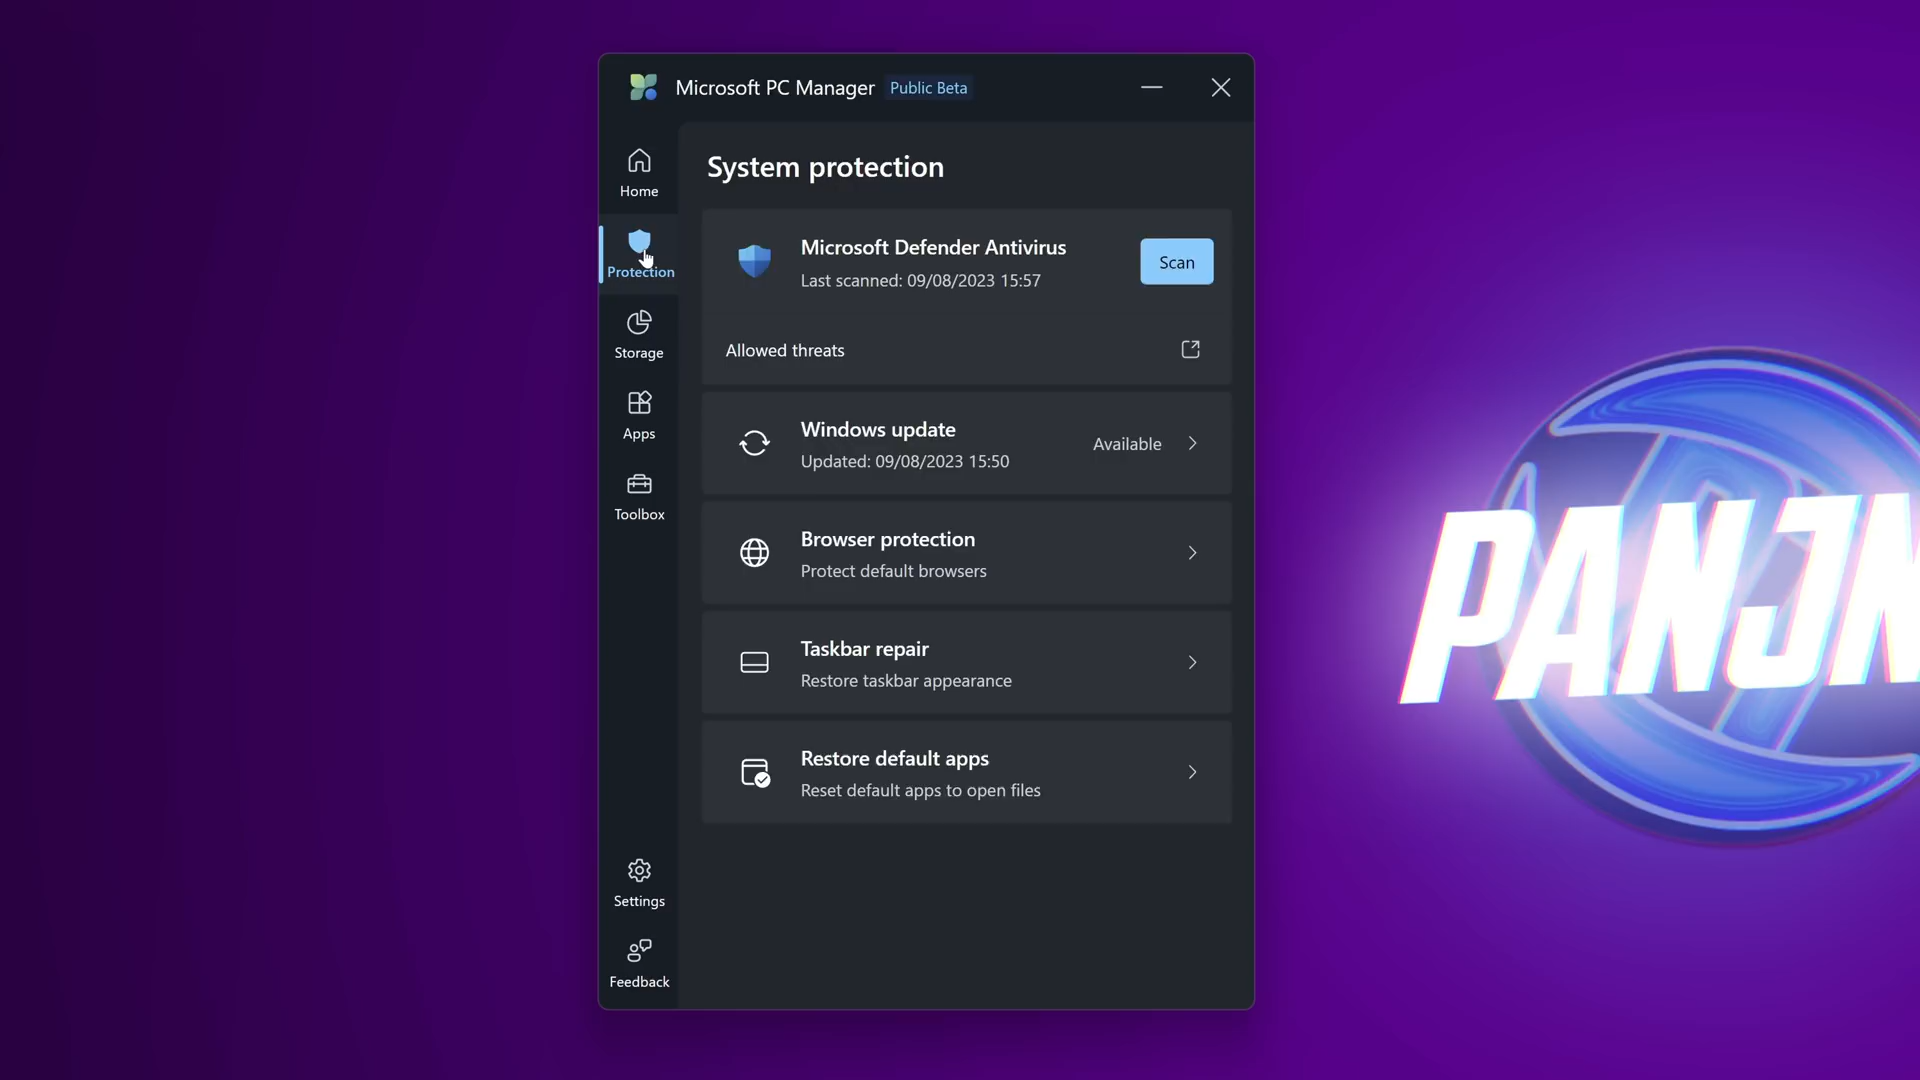 Microsoft PC Manager Public Beta
Home
Protection
Storage
Apps
Toolbox
Settings
Feedback
System protection
Microsoft Defender Antivirus
Last scanned: 09/08/2023 15:57
Scan
Allowed threats
Windows update
Updated: 09/08/2023 15:50
Available
Browser protection
Protect default browsers
Taskbar repair
Restore taskbar appearance
Restore default apps
Reset default apps to open files